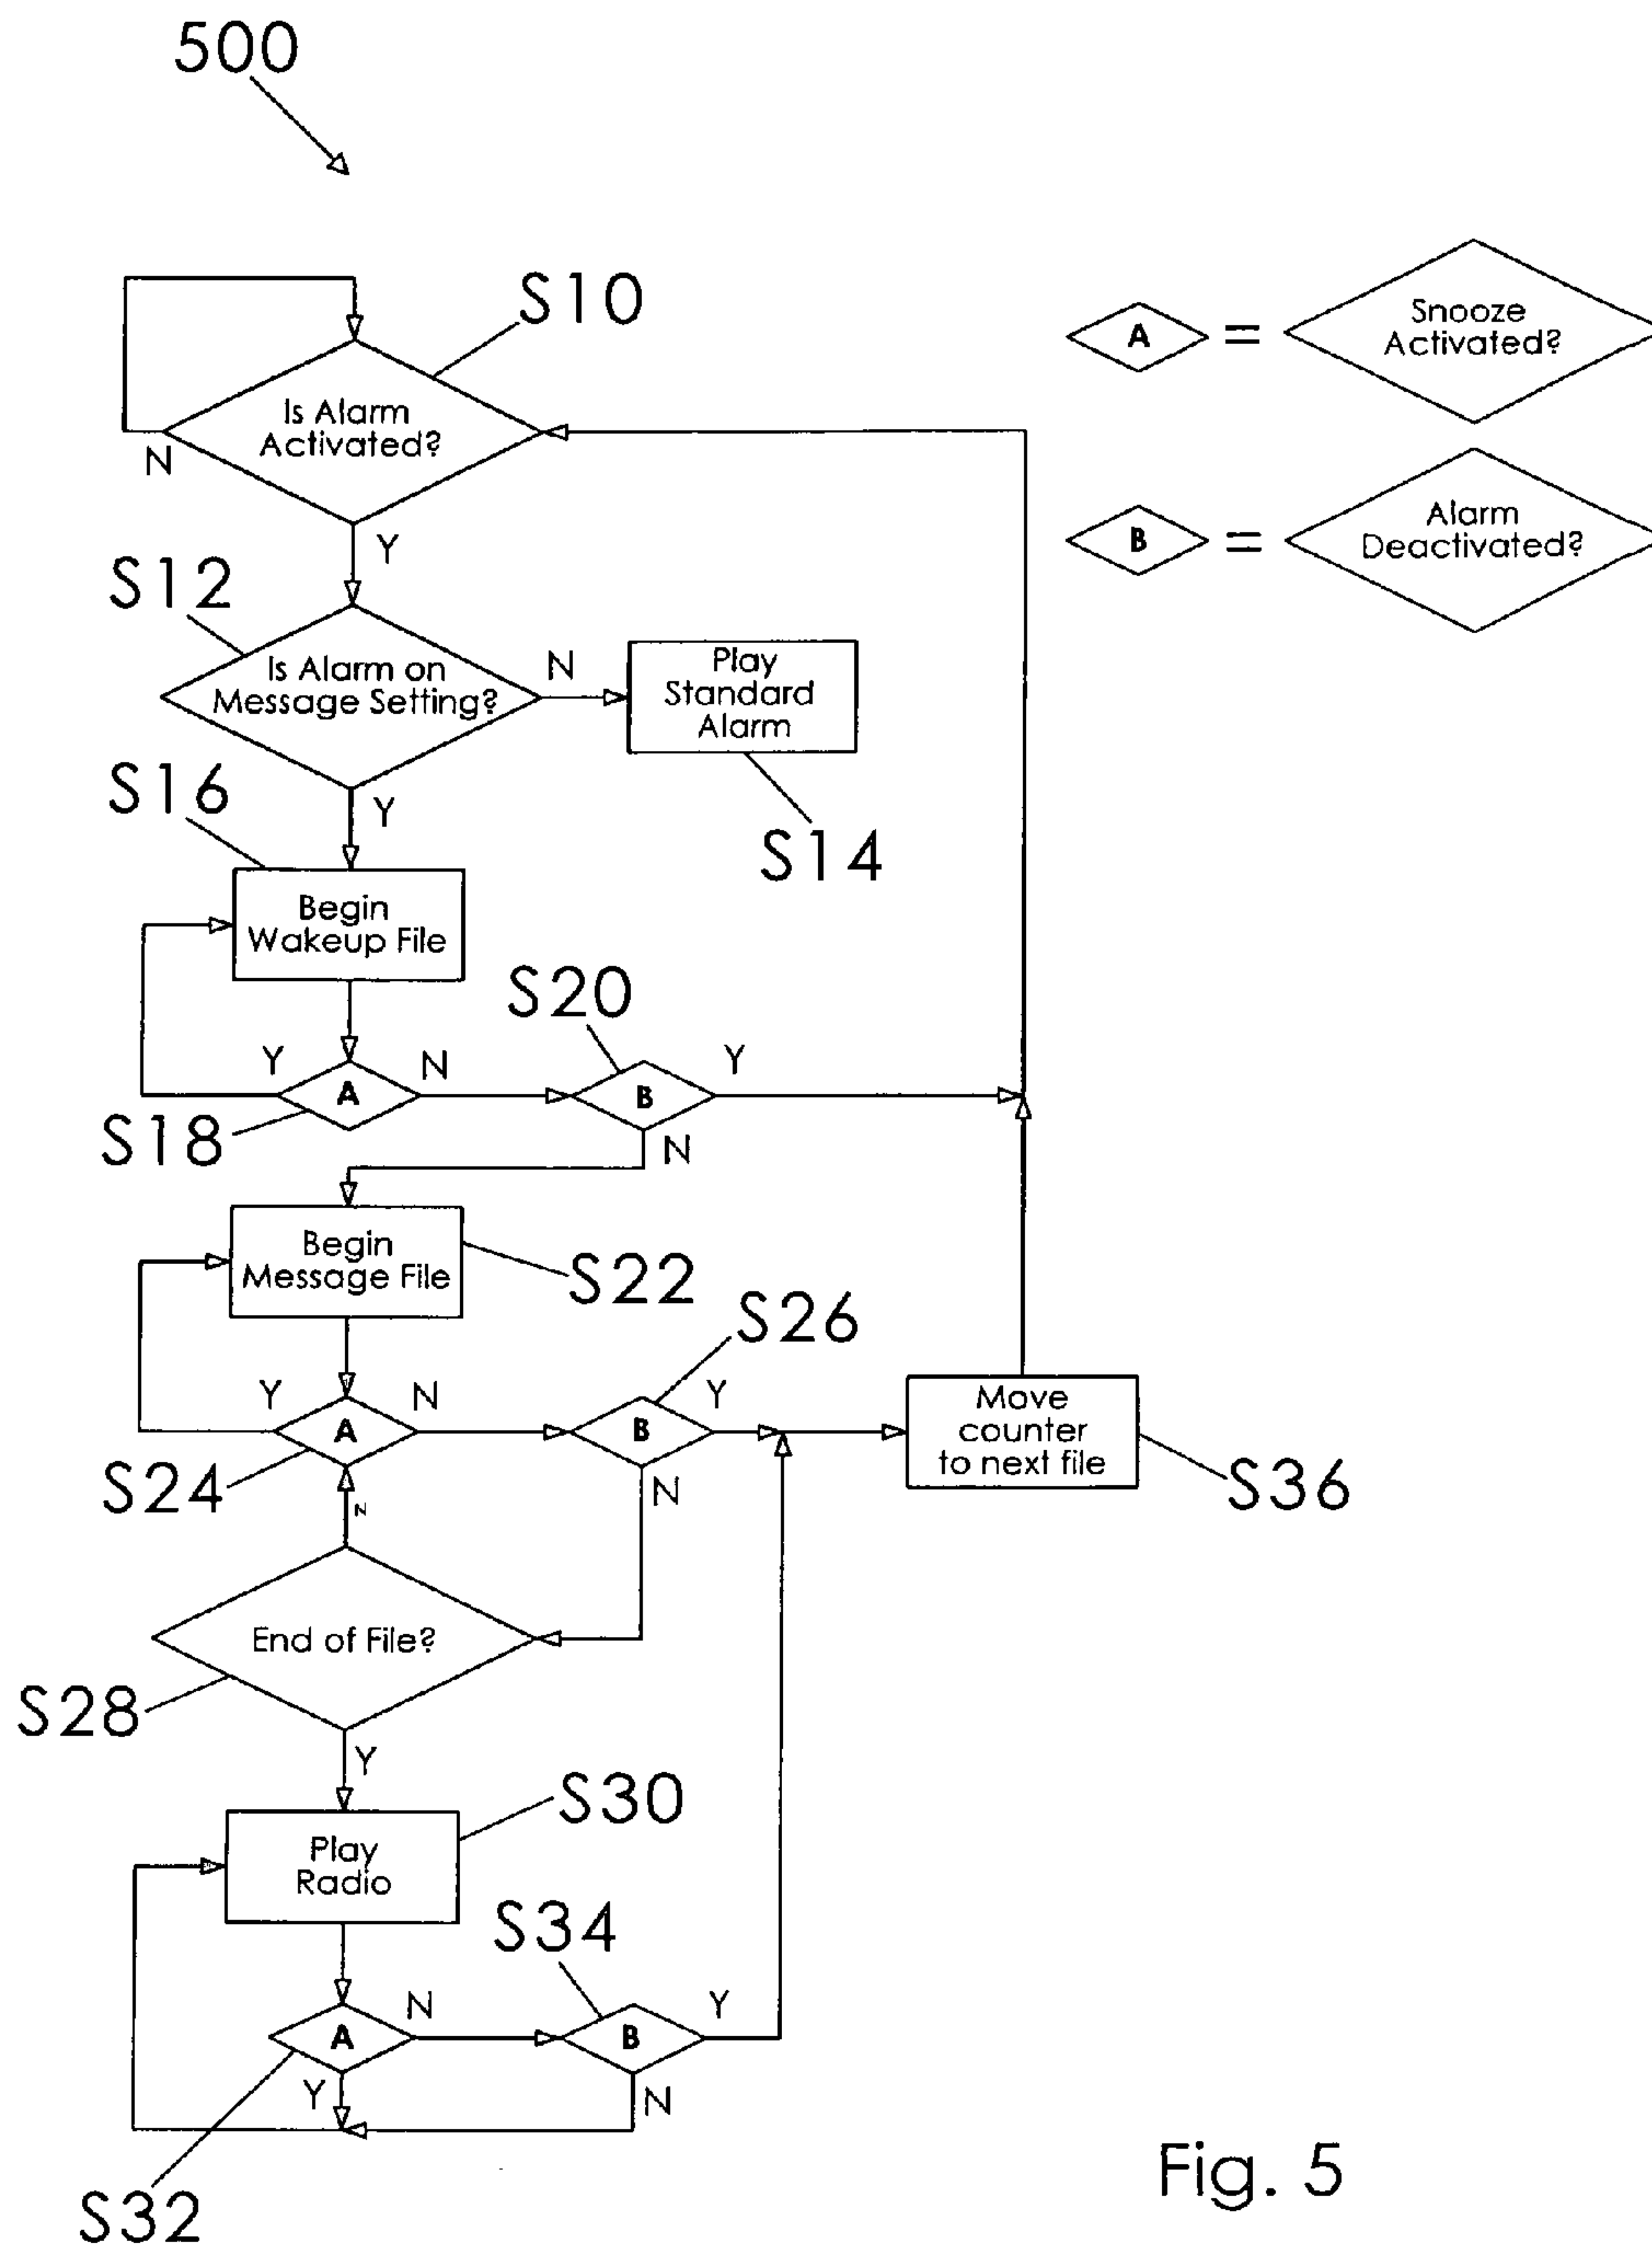 500
S10
Is Alarm
Activated?
N
Y
A
=
Snooze
Activated?
B
=
Alarm
Deactivated?
S12
Is Alarm on
Message Setting?
N
Y
Play
Standard
Alarm
S14
S16
Begin
Wakeup File
S20
Y
A
N
B
Y
S18
N
Begin
Message File
S22
S26
Y
A
N
B
Y
Move
counter
to next file
S24
N
N
S36
End of File?
S28
Y
S30
Play
Radio
S34
A
N
B
Y
Y
N
S32
Fig. 5